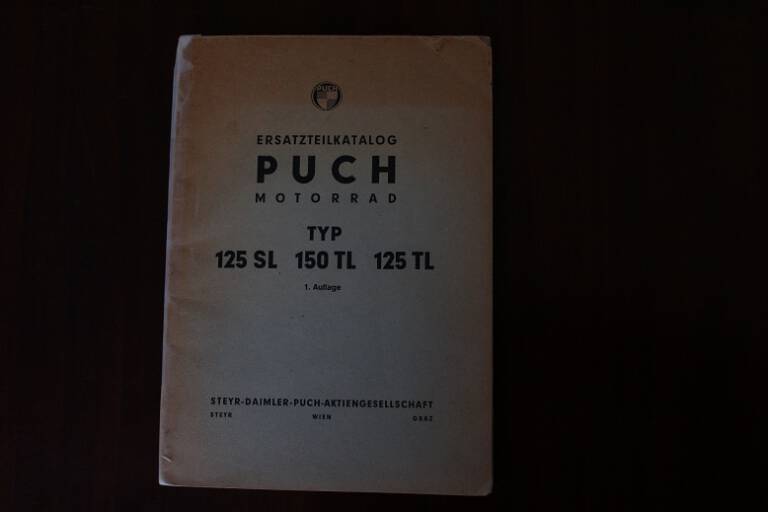 PUCH
ERSATZTEILKATALOG
PUCH
MOTORRAD
TYP
125 SL 150 TL 125 TL
1. Auflage
STEYR-DAIMLER-PUCH-AKTIENGESELLSCHAFT
STEYR WIEN GRAZ